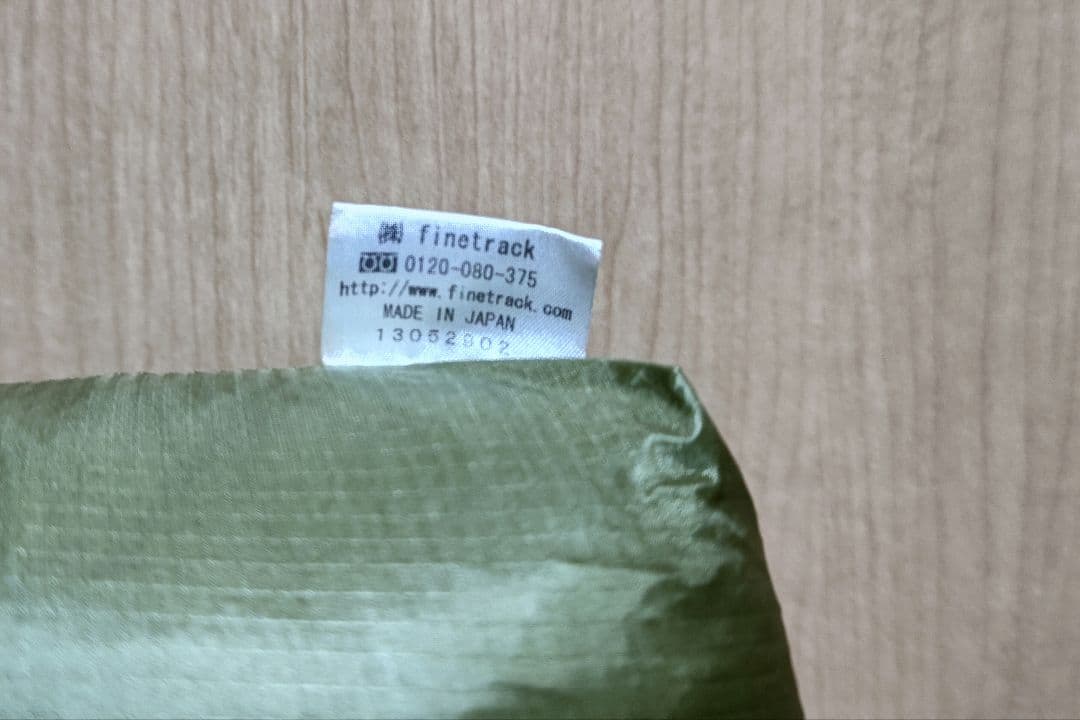 ㈱ finetrack
0120-080-375
http://www.finetrack.com
MADE IN JAPAN
13052802